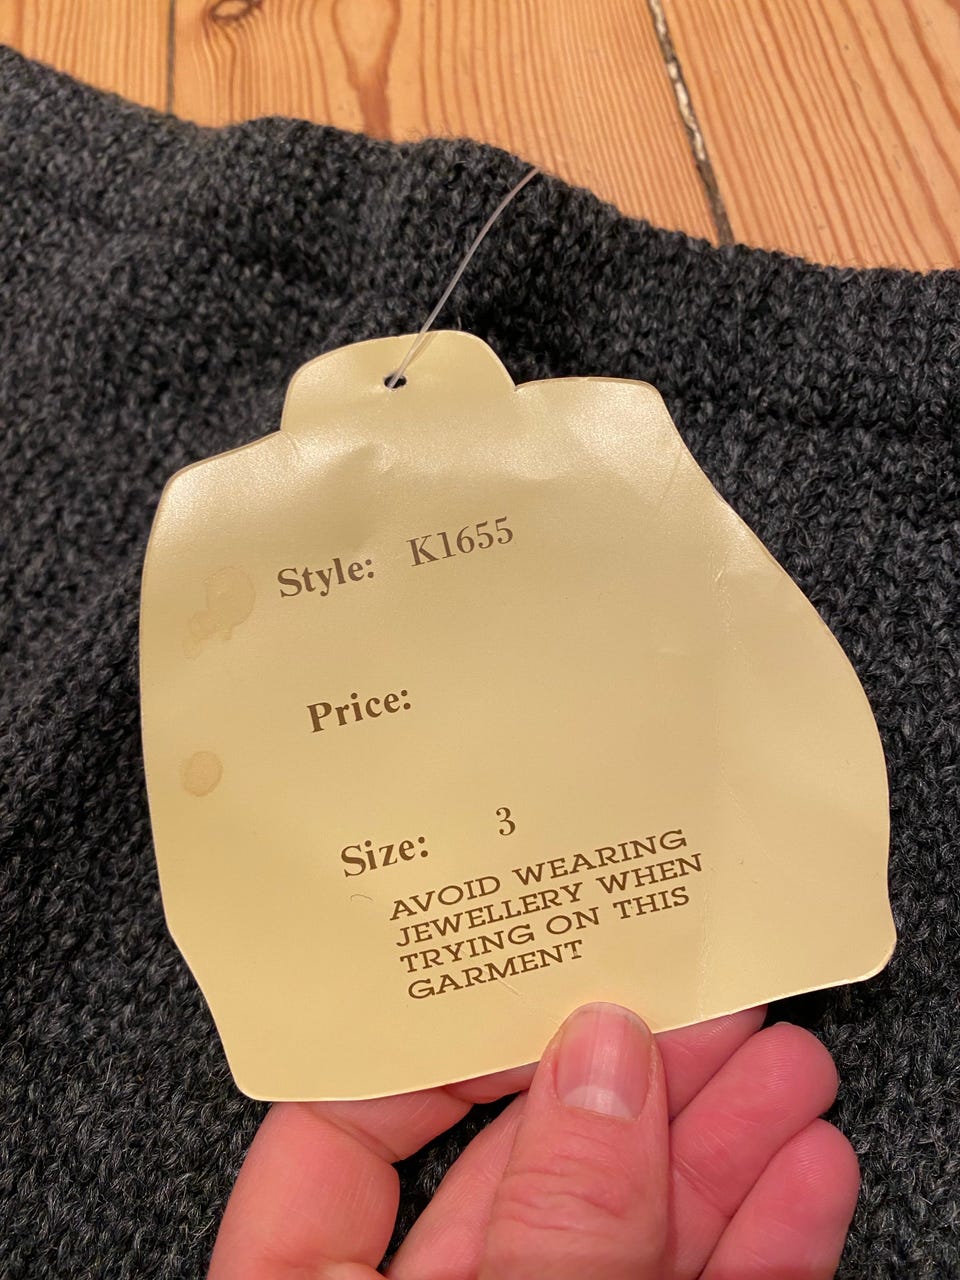 Style: K1655
Price:
Size: 3
AVOID WEARING
JEWELLERY WHEN
TRYING ON THIS
GARMENT